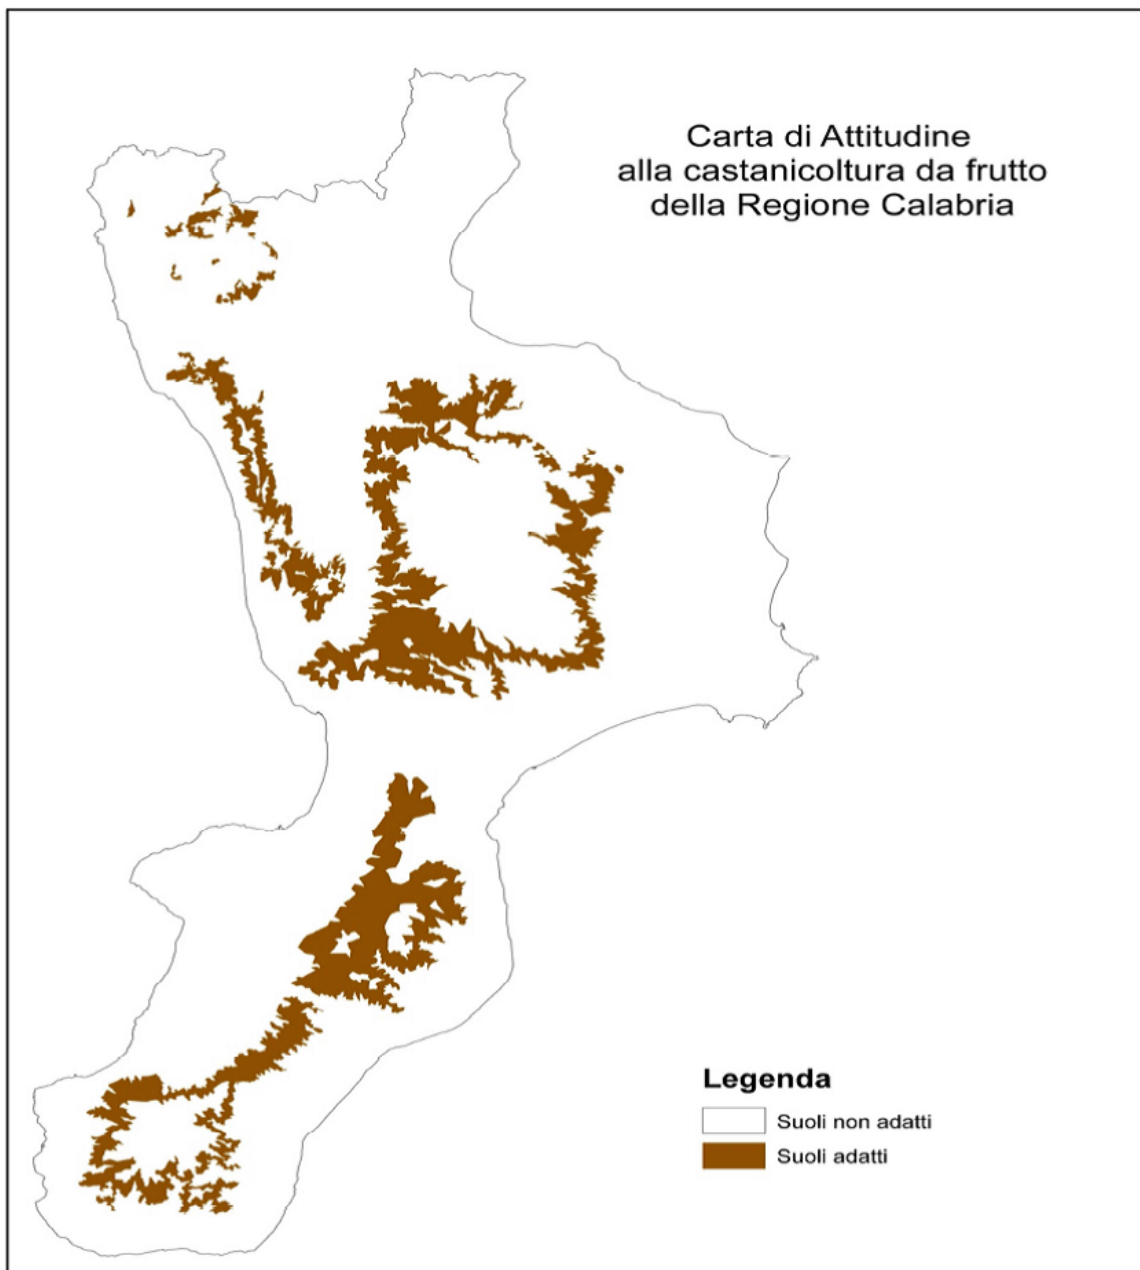 Carta di Attitudine
alla castanicoltura da frutto
della Regione Calabria
Legenda
Suoli non adatti
Suoli adatti